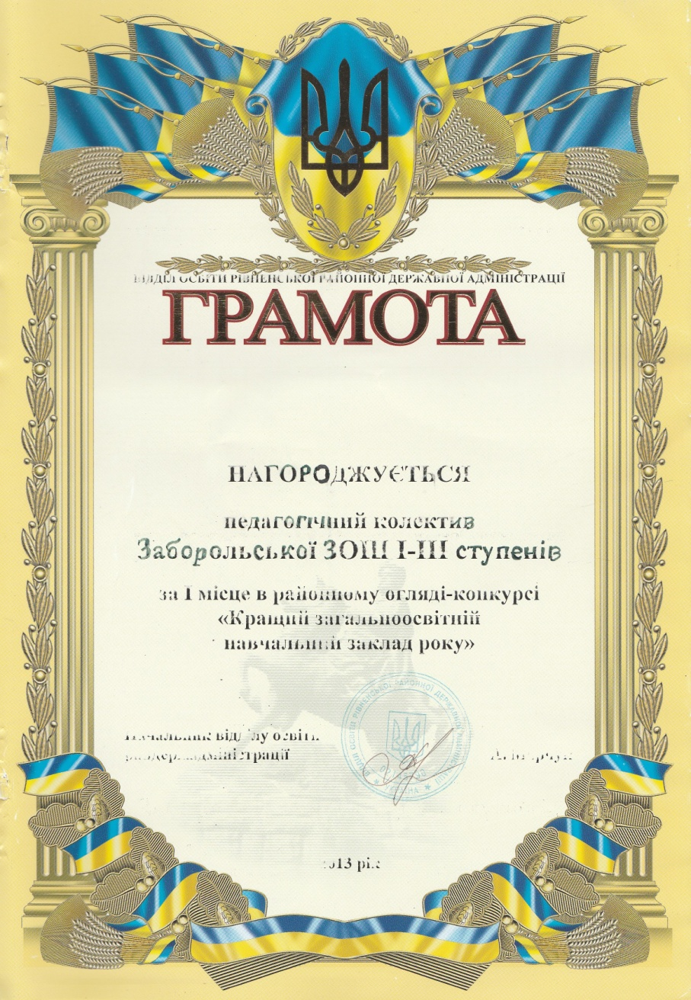 ВІДДІЛ ОСВІТИ РІВНЕНСЬКОЇ РАЙОННОЇ ДЕРЖАВНОЇ АДМІНІСТРАЦІЇ
ГРАМОТА
НАГОРОДЖУЄТЬСЯ
педагогічний колектив
Заборольської ЗОШ І-ІІІ ступенів
за І місце в районному огляді-конкурсі
«Кращий загальноосвітній
навчальний заклад року»
Начальник відділу освіти
райдержадміністрації
УКРАЇНА
2013 рік